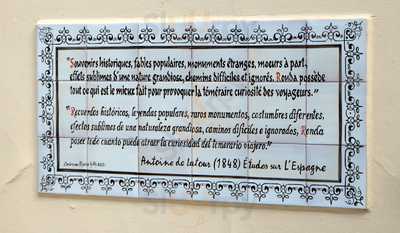 "Souvenirs historiques, fables populaires, monuments étranges, moeurs à part,
effets sublimes d'une nature grandiose, chemins difficiles et ignorés. Ronda possède
tout ce qui est le mieux fait pour provoquer la téméraire curiosité des voyageurs."
"Recuerdos históricos, leyendas populares, raros monumentos, costumbres diferentes,
efectos sublimes de una naturaleza grandiosa, caminos dificiles e ignorados, Ronda
posee todo cuanto pueda atraer la curiosidad del temerario viajero."
Antoine de Latour (1848) Études sur L'Espagne